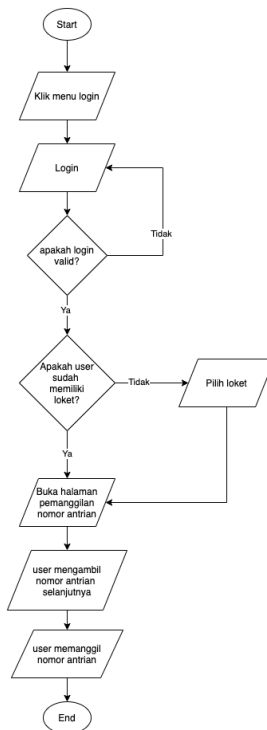 Start
Klik menu login
Login
Tidak
apakah login
valid?
Ya
Apakah user
sudah
memiliki
loket?
Tidak
Pilih loket
Ya
Buka halaman
pemanggilan
nomor antrian
user mengambil
nomor antrian
selanjutnya
user memanggil
nomor antrian
End